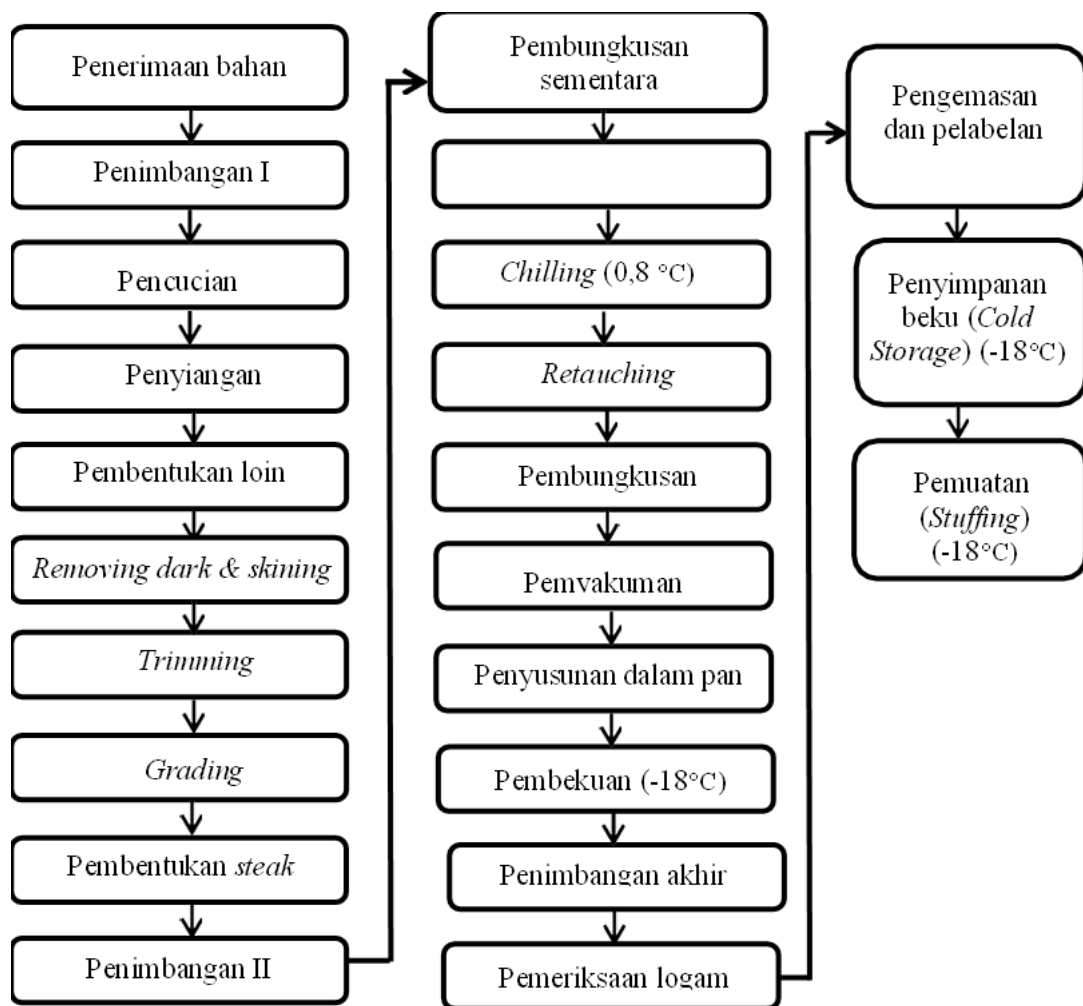 Penerimaan bahan
Penimbangan I
Pencucian
Penyiangan
Pembentukan loin
Removing dark & skining
Trimming
Grading
Pembentukan steak
Penimbangan II
Pembungkusan
sementara
Chilling (0,8 °C)
Retauching
Pembungkusan
Pemvakuman
Penyusunan dalam pan
Pembekuan (-18°C)
Penimbangan akhir
Pemeriksaan logam
Pengemasan
dan pelabelan
Penyimpanan
beku (Cold
Storage) (-18°C)
Pemuatan
(Stuffing)
(-18°C)